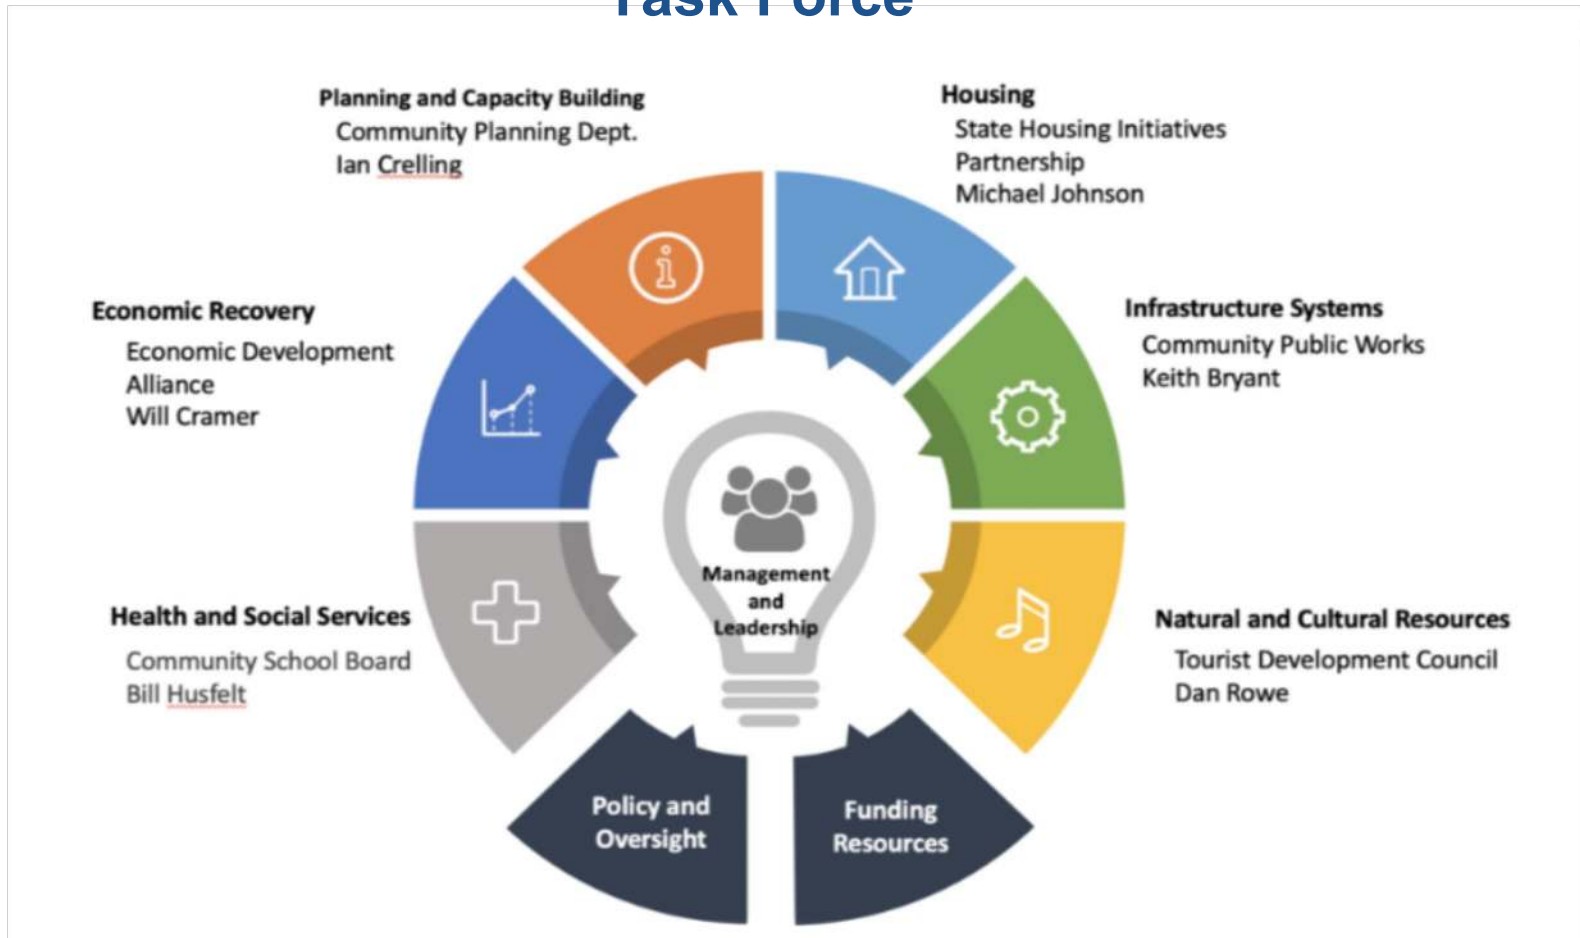 Task Force
Planning and Capacity Building
Community Planning Dept.
Ian Crelling
Housing
State Housing Initiatives
Partnership
Michael Johnson
Economic Recovery
Economic Development
Alliance
Will Cramer
Infrastructure Systems
Community Public Works
Keith Bryant
Management
and
Leadership
Health and Social Services
Community School Board
Bill Husfelt
Natural and Cultural Resources
Tourist Development Council
Dan Rowe
Policy and
Oversight
Funding
Resources